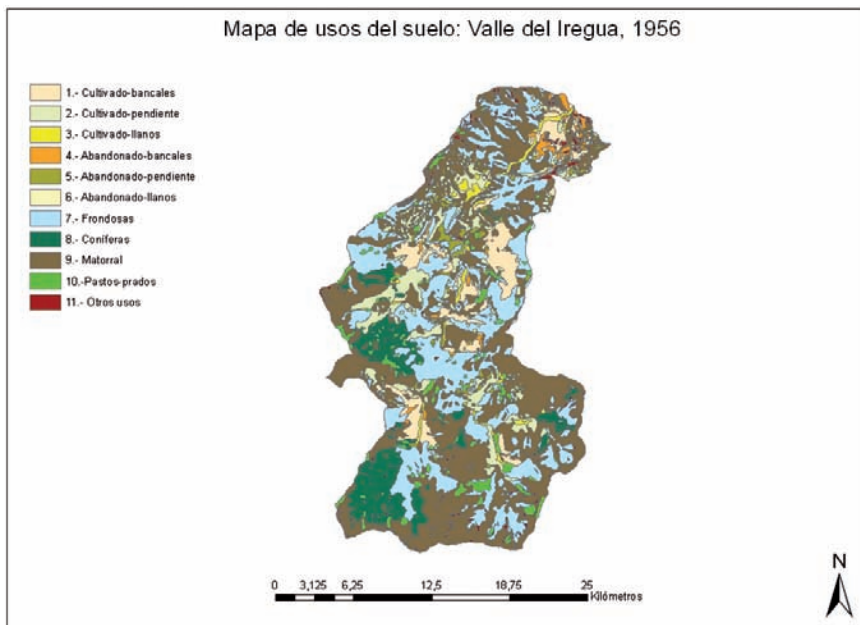 Mapa de usos del suelo: Valle del Iregua, 1956
1.- Cultivado-bancales
2.- Cultivado-pendiente
3.- Cultivado-llanos
4.- Abandonado-bancales
5.- Abandonado-pendiente
6.- Abandonado-llanos
7.- Frondosas
8.- Coníferas
9.- Matorral
10.-Pastos-prados
11.- Otros usos
N
0 3,125 6,25 12,5 18,75 25
Kilómetros